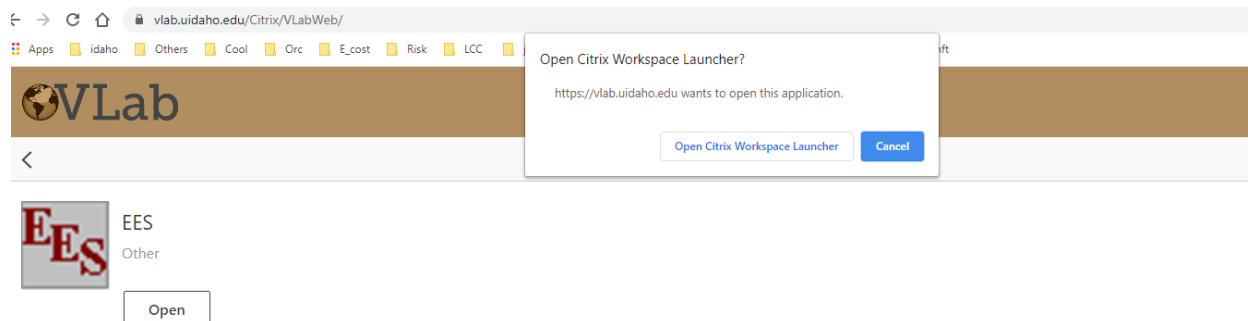 vlab.uidaho.edu/Citrix/VLabWeb/
Apps idaho Others Cool Orc E_cost Risk LCC
Open Citrix Workspace Launcher?
https://vlab.uidaho.edu wants to open this application.
Open Citrix Workspace Launcher Cancel
VLab
EES
EES
Other
Open